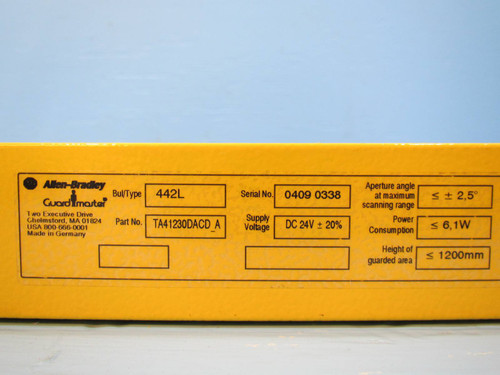 Allen-Bradley
Guardmaster
Two Executive Drive
Chelmsford, MA 01824
USA 800-666-0001
Made in Germany
Bul/Type 442L
Part No. TA41230DACD_A
Serial No. 0409 0338
Supply
Voltage DC 24V ± 20%
Aperture angle
at maximum
scanning range ≤ ± 2,5°
Power
Consumption ≤ 6,1W
Height of
guarded area ≤ 1200mm